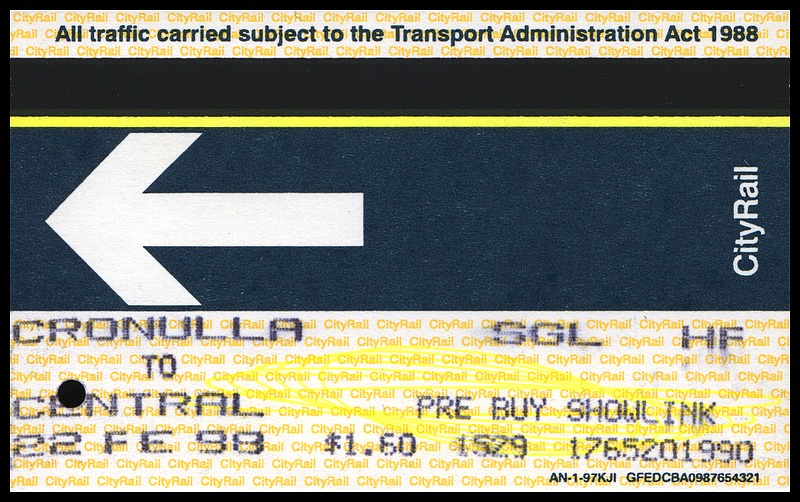 All traffic carried subject to the Transport Administration Act 1988
CityRail
CRONULLA SGL HF
TO
CENTRAL PRE BUY SHOWLINK
22 FE 98 $1.60 1529 1765201990
AN-1-97KJI GFEDCBA0987654321